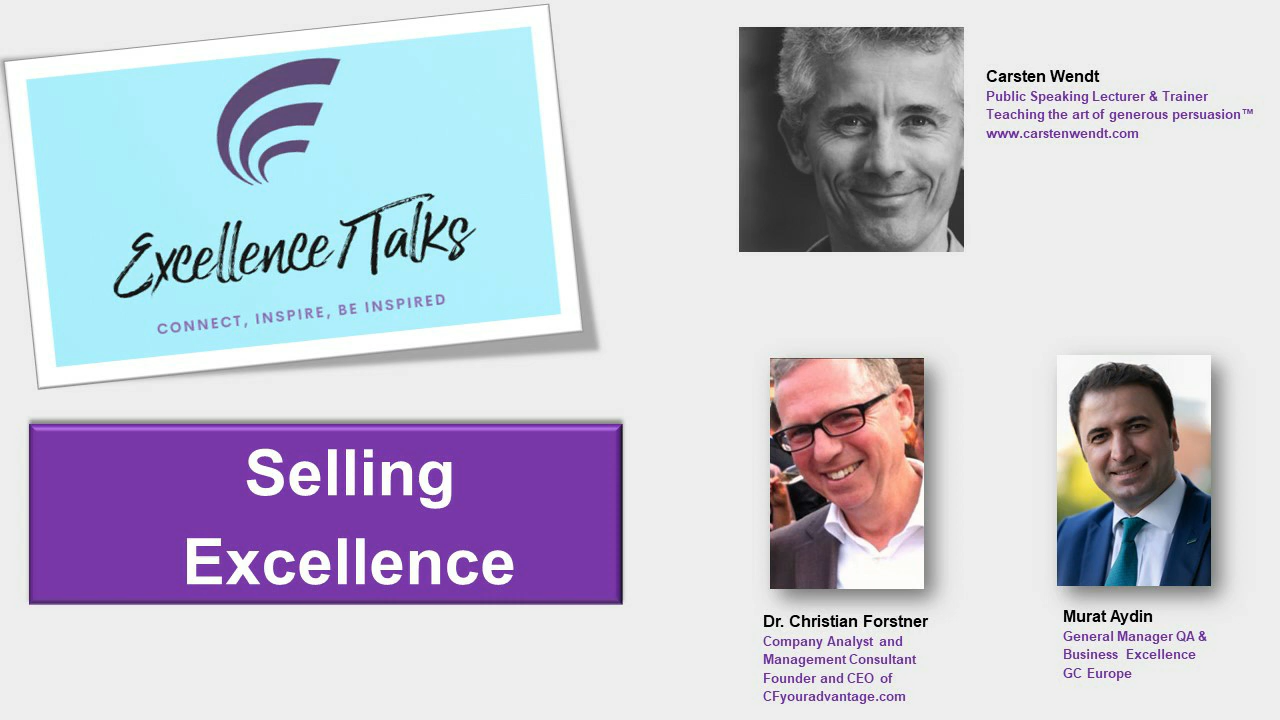 Excellence Talks
CONNECT, INSPIRE, BE INSPIRED
Selling
Excellence
Carsten Wendt
Public Speaking Lecturer & Trainer
Teaching the art of generous persuasion™
www.carstenwendt.com
Dr. Christian Forstner
Company Analyst and
Management Consultant
Founder and CEO of
CFyouradvantage.com
Murat Aydin
General Manager QA &
Business Excellence
GC Europe